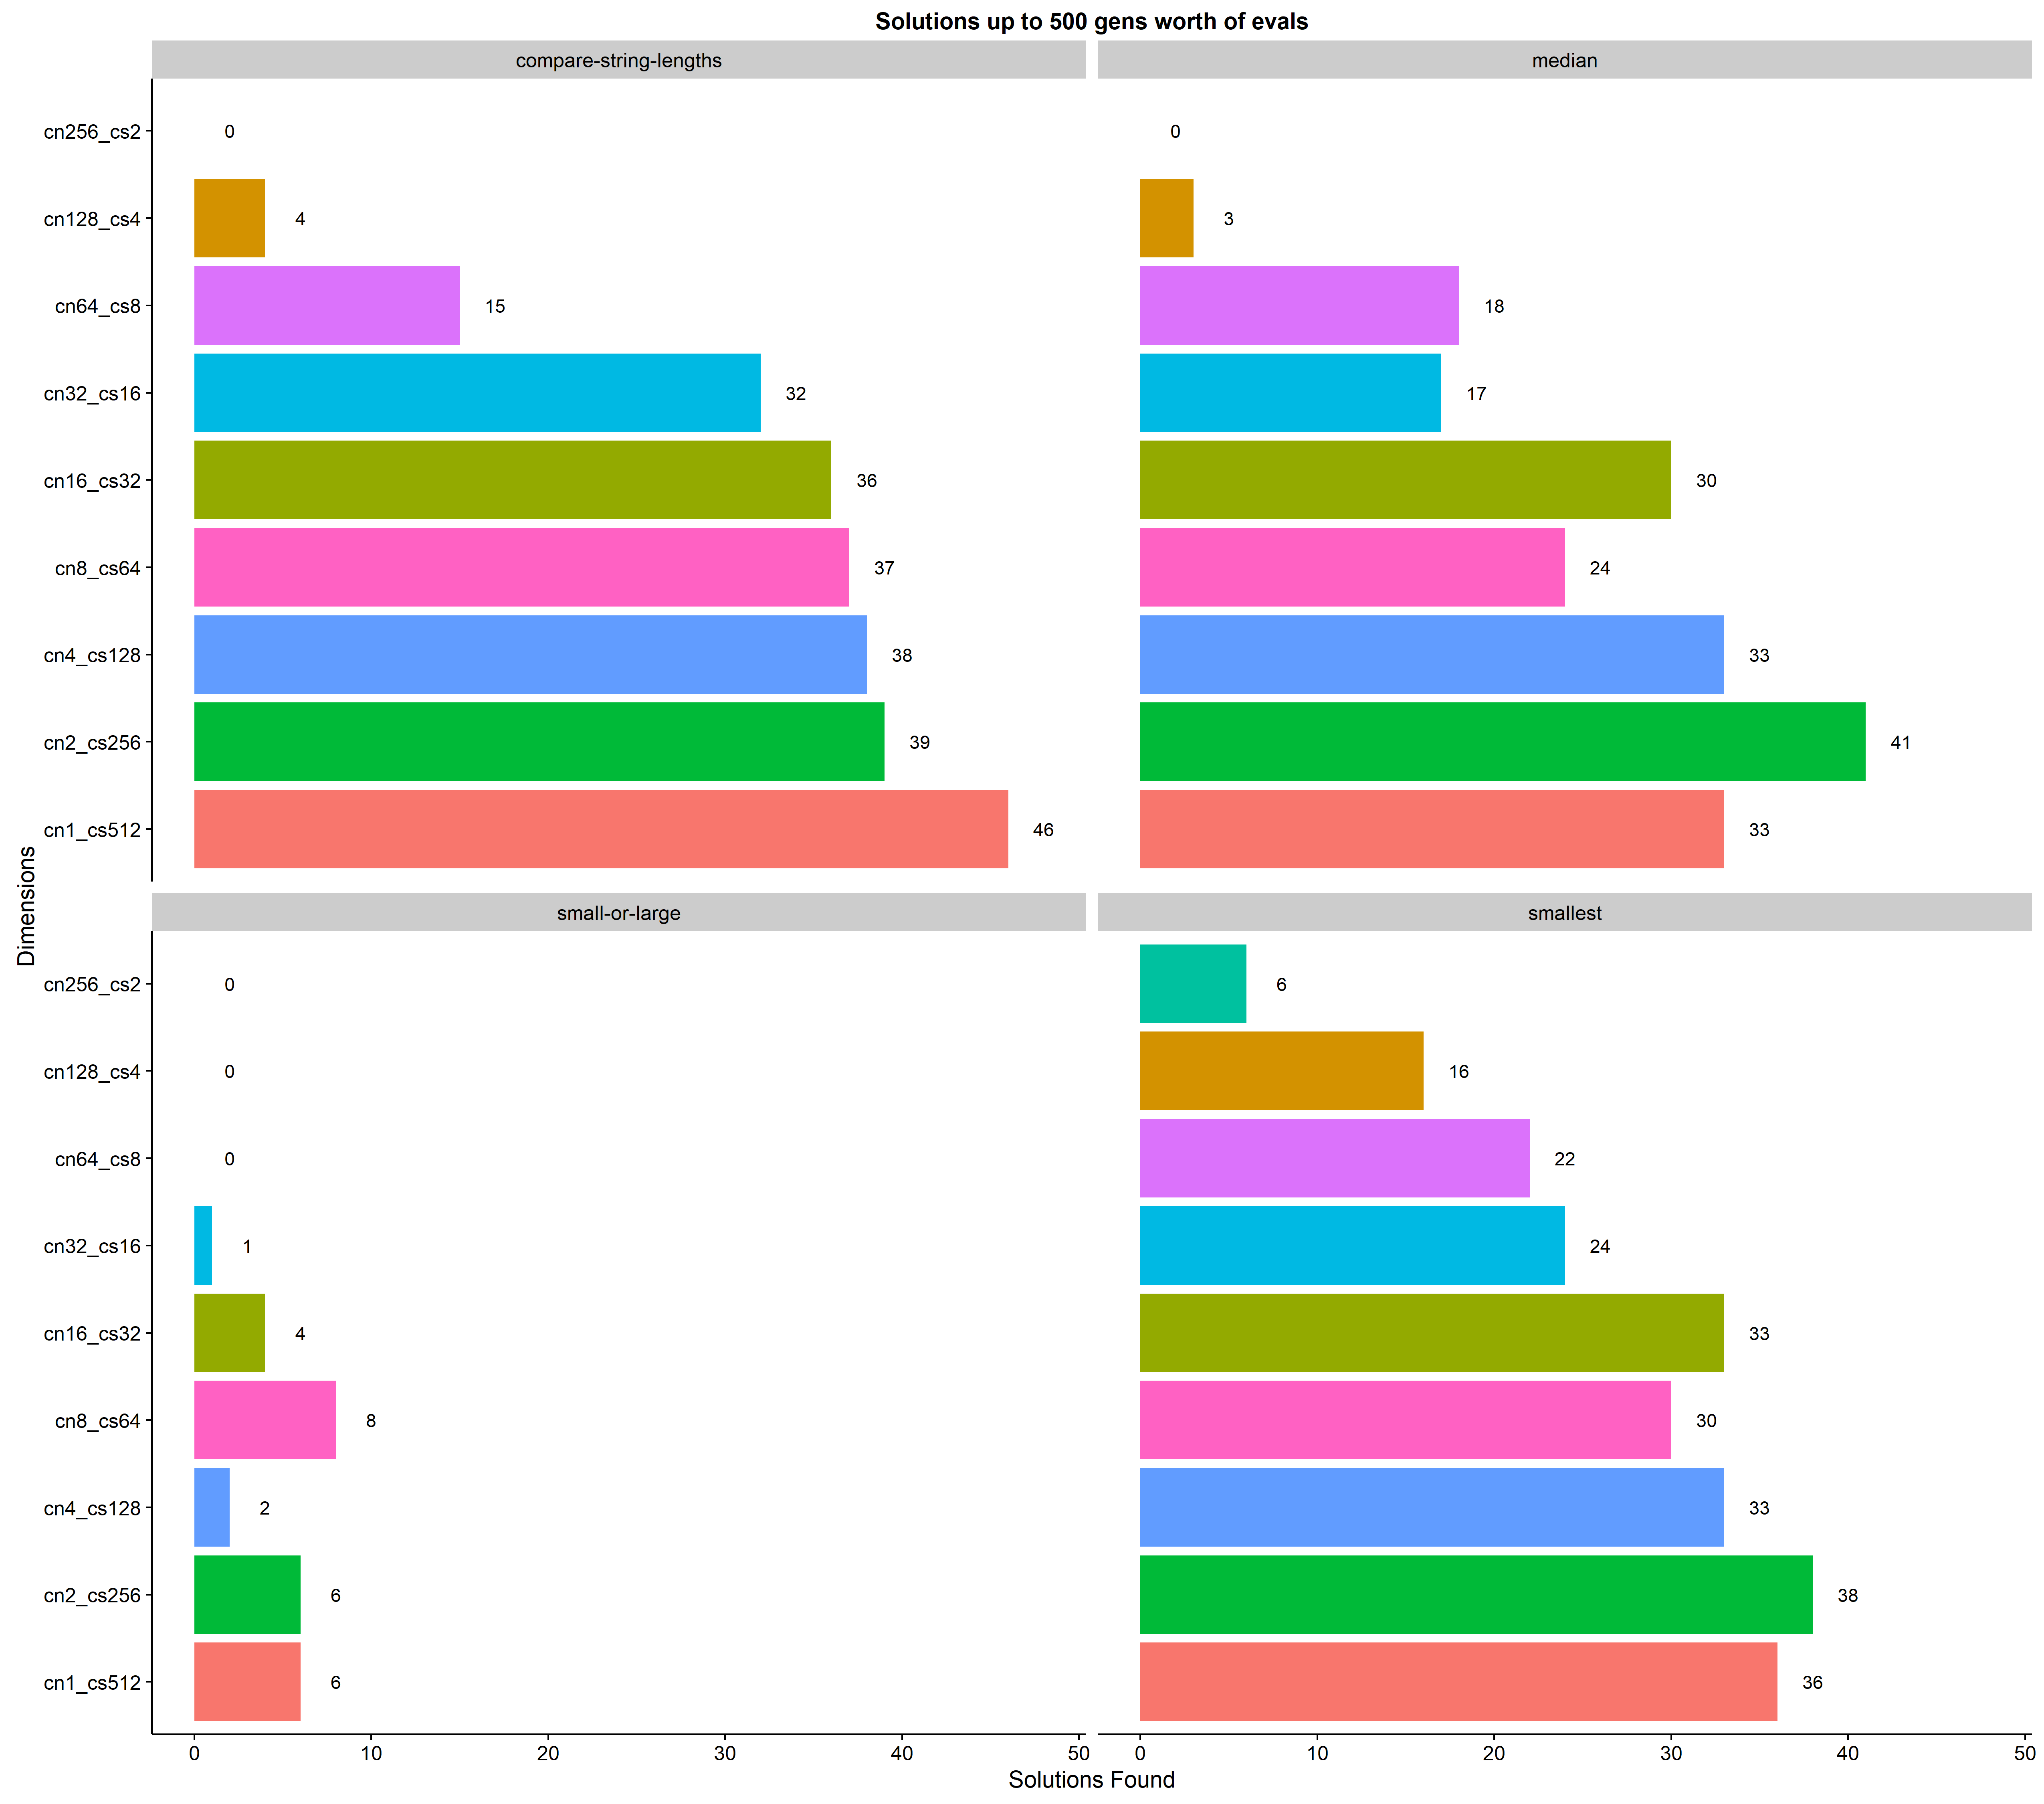 Solutions up to 500 gens worth of evals
compare-string-lengths
median
cn256_cs2 0 0
cn128_cs4 4 3
cn64_cs8 15 18
cn32_cs16 32 17
cn16_cs32 36 30
cn8_cs64 37 24
cn4_cs128 38 33
cn2_cs256 39 41
cn1_cs512 46 33
Dimensions
small-or-large
smallest
cn256_cs2 0 6
cn128_cs4 0 16
cn64_cs8 0 22
cn32_cs16 1 24
cn16_cs32 4 33
cn8_cs64 8 30
cn4_cs128 2 33
cn2_cs256 6 38
cn1_cs512 6 36
0 10 20 30 40 50 0 10 20 30 40 50
Solutions Found